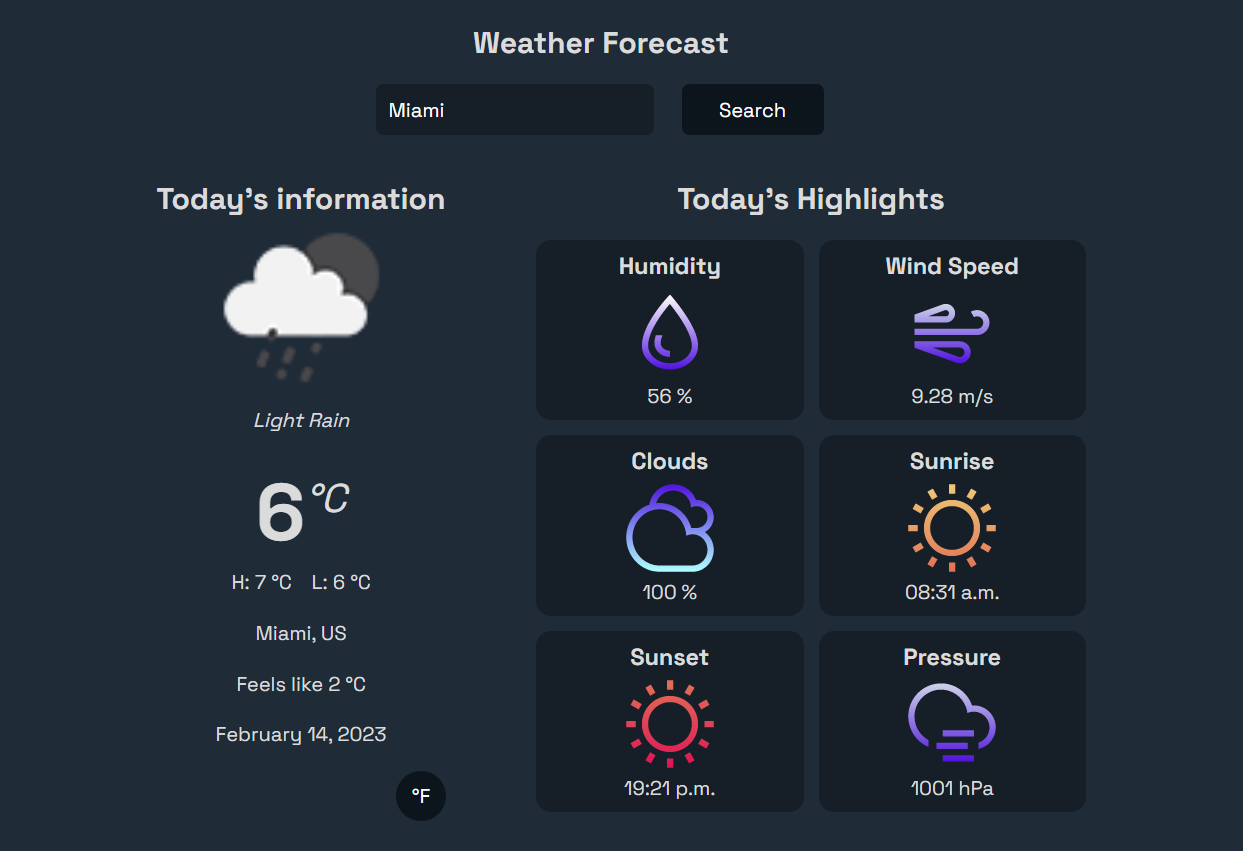 Weather Forecast
Miami
Search
Today's information
Light Rain
6 °C
H: 7 °C L: 6 °C
Miami, US
Feels like 2 °C
February 14, 2023
°F
Today's Highlights
Humidity
56 %
Wind Speed
9.28 m/s
Clouds
100 %
Sunrise
08:31 a.m.
Sunset
19:21 p.m.
Pressure
1001 hPa